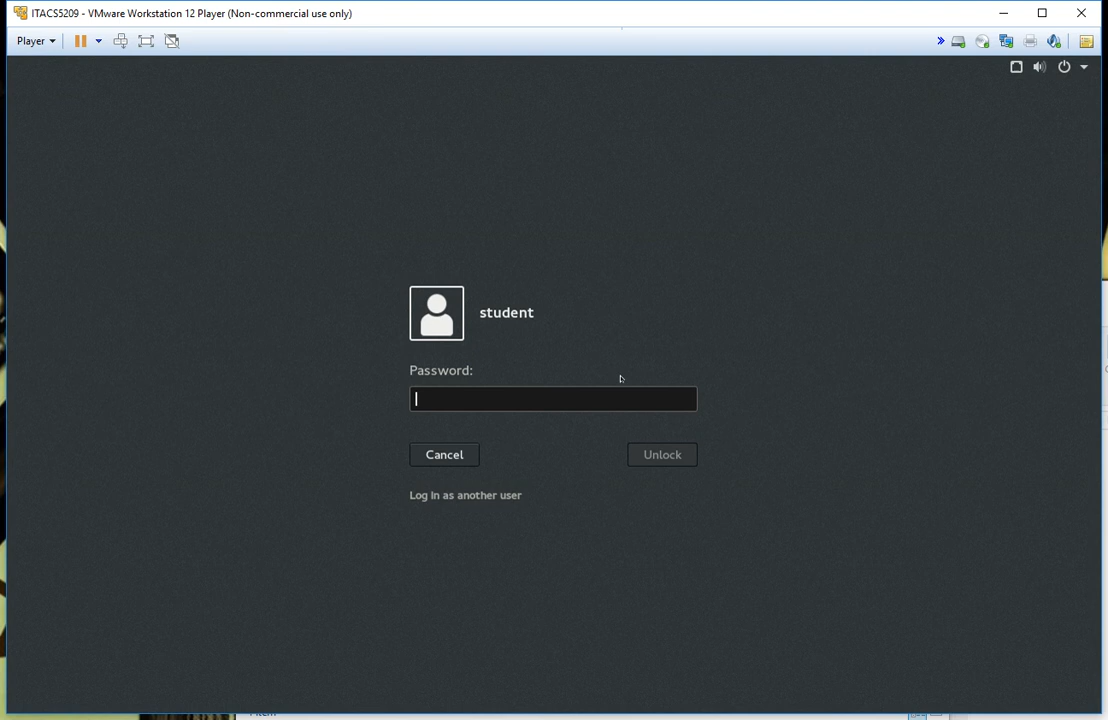 ITACS5209 - VMware Workstation 12 Player (Non-commercial use only)
Player
»
student
Password:
Cancel
Unlock
Log in as another user